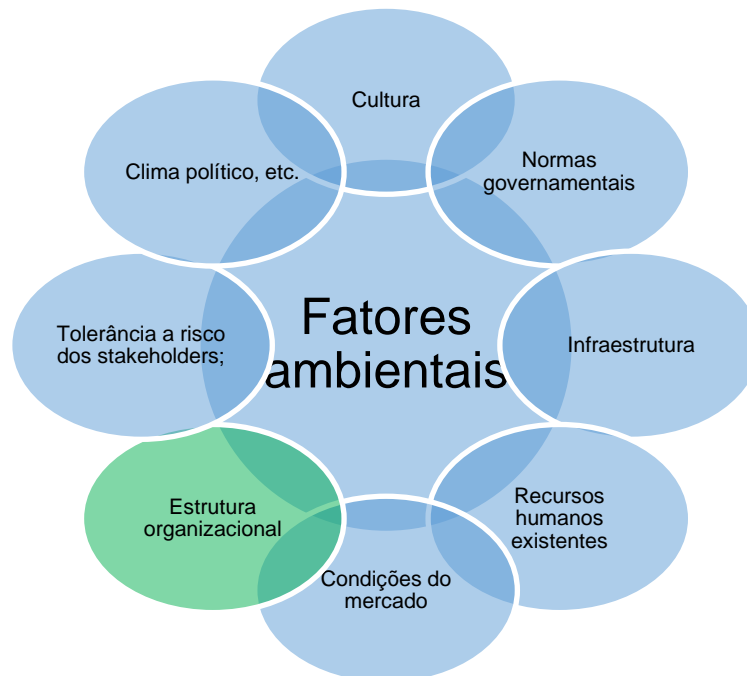 Cultura
Normas
governamentais
Infraestrutura
Recursos
humanos
existentes
Condições do
mercado
Estrutura
organizacional
Tolerância a risco
dos stakeholders;
Clima político, etc.
Fatores
ambientais